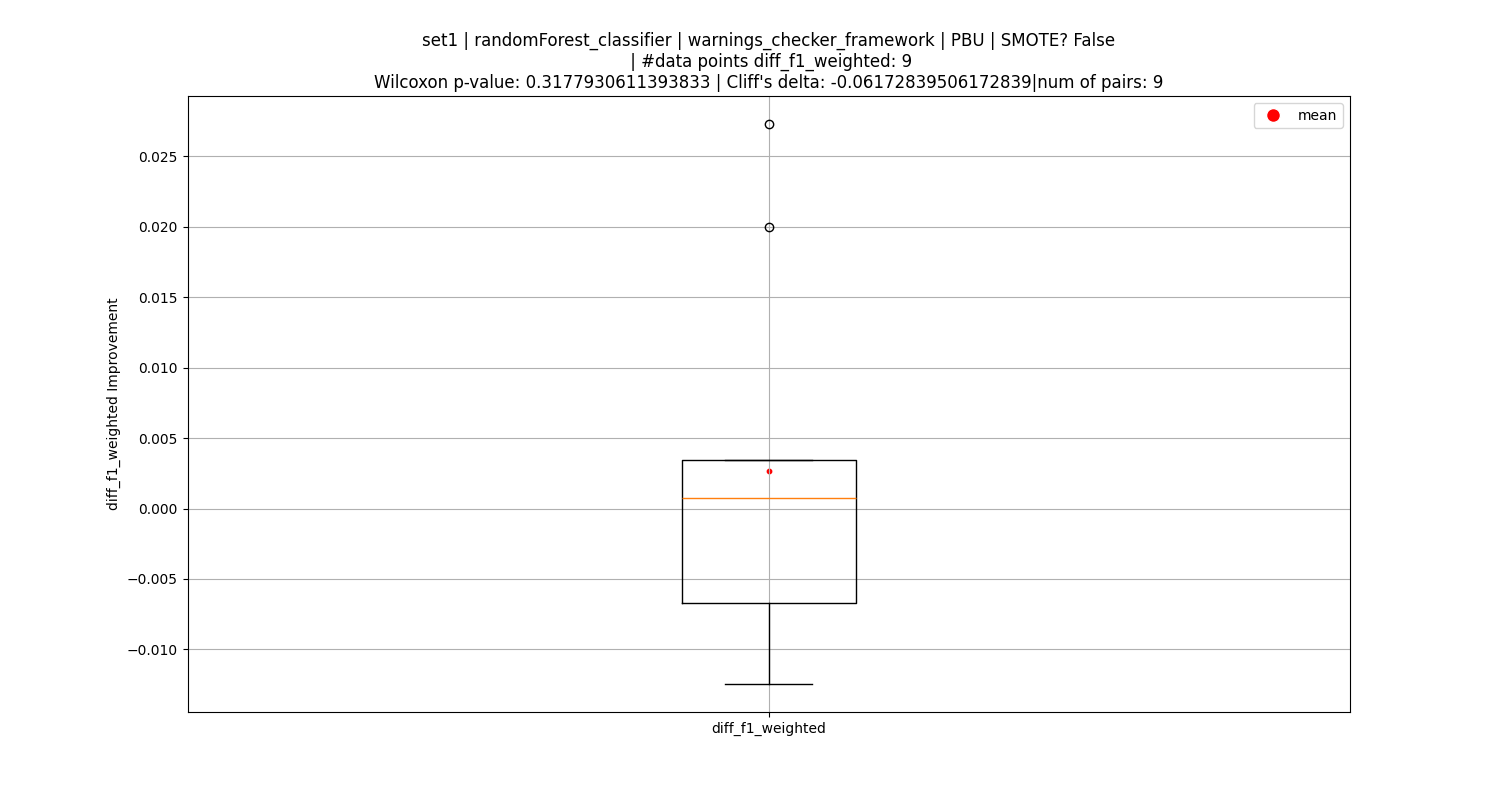 set1 | randomForest_classifier | warnings_checker_framework | PBU | SMOTE? False
| #data points diff_f1_weighted: 9
Wilcoxon p-value: 0.3177930611393833 | Cliff's delta: -0.06172839506172839|num of pairs: 9
mean
0.025
0.020
0.015
0.010
0.005
0.000
−0.005
−0.010
diff_f1_weighted Improvement
diff_f1_weighted